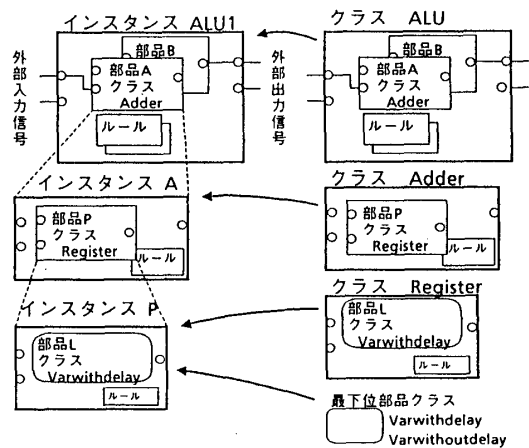 インスタンス ALU1
クラス ALU
外部入力信号
部品B
部品A
クラス
Adder
ルール
外部出力信号
部品B
部品A
クラス
Adder
ルール
インスタンス A
部品P
クラス
Register
ルール
クラス Adder
部品P
クラス
Register
ルール
インスタンス P
部品L
クラス
Varwithdelay
ルール
クラス Register
部品L
クラス
Varwithdelay
ルール
最下位部品クラス
Varwithdelay
Varwithoutdelay